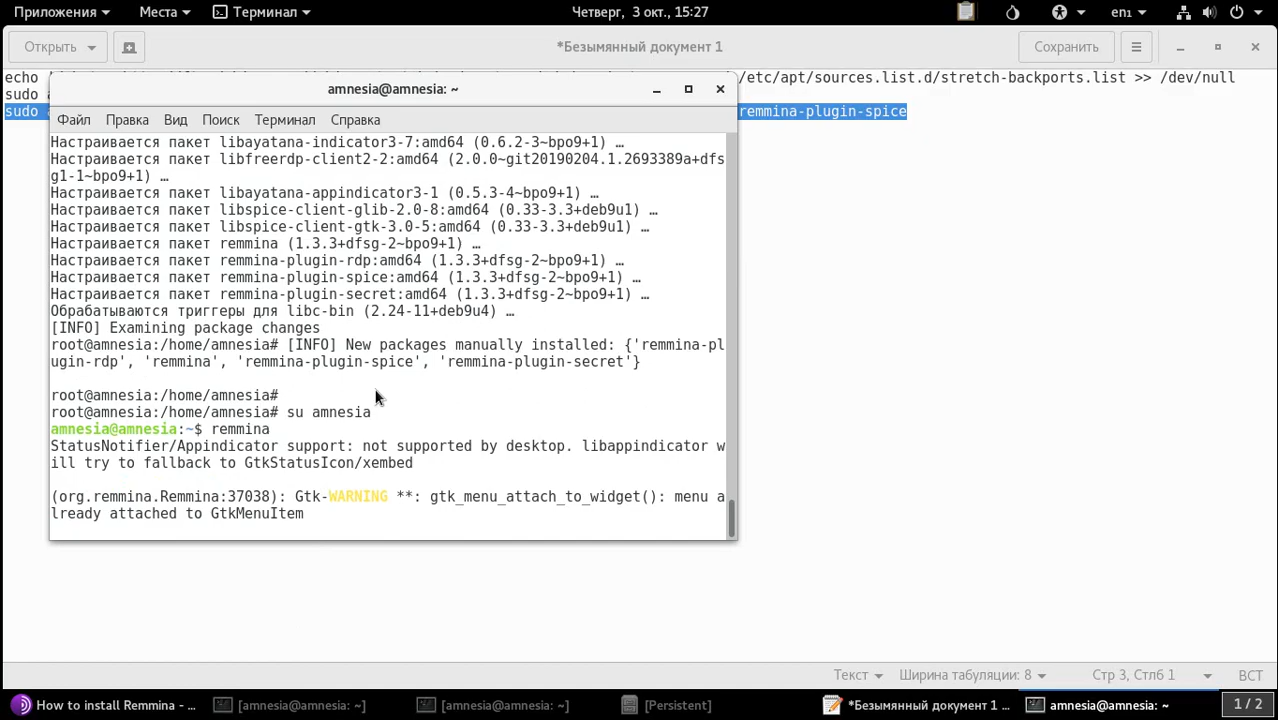 Приложения Места Терминал Четверг, 3 окт., 15:27 en₁
Открыть *Безымянный документ 1 Сохранить
echo /etc/apt/sources.list.d/stretch-backports.list >> /dev/null
sudo
sudo remmina-plugin-spice
amnesia@amnesia: ~
Файл Правка Вид Поиск Терминал Справка
Настраивается пакет libayatana-indicator3-7:amd64 (0.6.2-3~bpo9+1) …
Настраивается пакет libfreerdp-client2-2:amd64 (2.0.0~git20190204.1.2693389a+dfs
g1-1~bpo9+1) …
Настраивается пакет libayatana-appindicator3-1 (0.5.3-4~bpo9+1) …
Настраивается пакет libspice-client-glib-2.0-8:amd64 (0.33-3.3+deb9u1) …
Настраивается пакет libspice-client-gtk-3.0-5:amd64 (0.33-3.3+deb9u1) …
Настраивается пакет remmina (1.3.3+dfsg-2~bpo9+1) …
Настраивается пакет remmina-plugin-rdp:amd64 (1.3.3+dfsg-2~bpo9+1) …
Настраивается пакет remmina-plugin-spice:amd64 (1.3.3+dfsg-2~bpo9+1) …
Настраивается пакет remmina-plugin-secret:amd64 (1.3.3+dfsg-2~bpo9+1) …
Обрабатываются триггеры для libc-bin (2.24-11+deb9u4) …
[INFO] Examining package changes
root@amnesia:/home/amnesia# [INFO] New packages manually installed: {'remmina-pl
ugin-rdp', 'remmina', 'remmina-plugin-spice', 'remmina-plugin-secret'}
root@amnesia:/home/amnesia#
root@amnesia:/home/amnesia# su amnesia
amnesia@amnesia:~$ remmina
StatusNotifier/Appindicator support: not supported by desktop. libappindicator w
ill try to fallback to GtkStatusIcon/xembed
(org.remmina.Remmina:37038): Gtk-WARNING **: gtk_menu_attach_to_widget(): menu a
lready attached to GtkMenuItem
Текст Ширина табуляции: 8 Стр 3, Стлб 1 ВСТ
How to install Remmina - … [amnesia@amnesia: ~] [amnesia@amnesia: ~] [Persistent] *Безымянный документ 1 … amnesia@amnesia: ~ 1 / 2